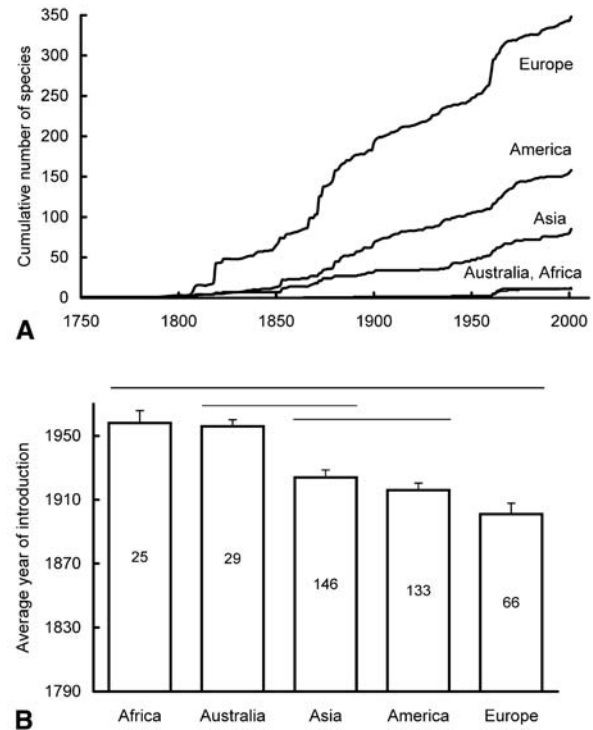 350
300
250
200
150
100
50
0
Cumulative number of species
Europe
America
Asia
Australia, Africa
1750 1800 1850 1900 1950 2000
A
1950
1910
1870
1830
1790
Average year of introduction
25 29 146 133 66
Africa Australia Asia America Europe
B